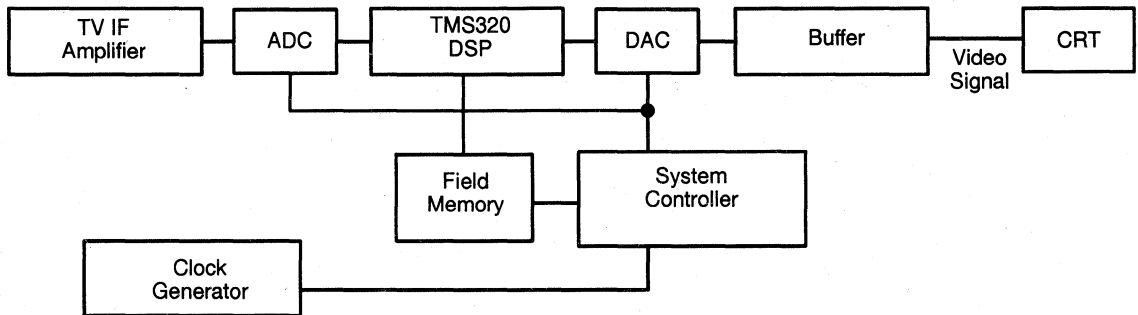 TV IF
Amplifier
ADC
TMS320
DSP
DAC
Buffer
Video
Signal
CRT
Field
Memory
System
Controller
Clock
Generator